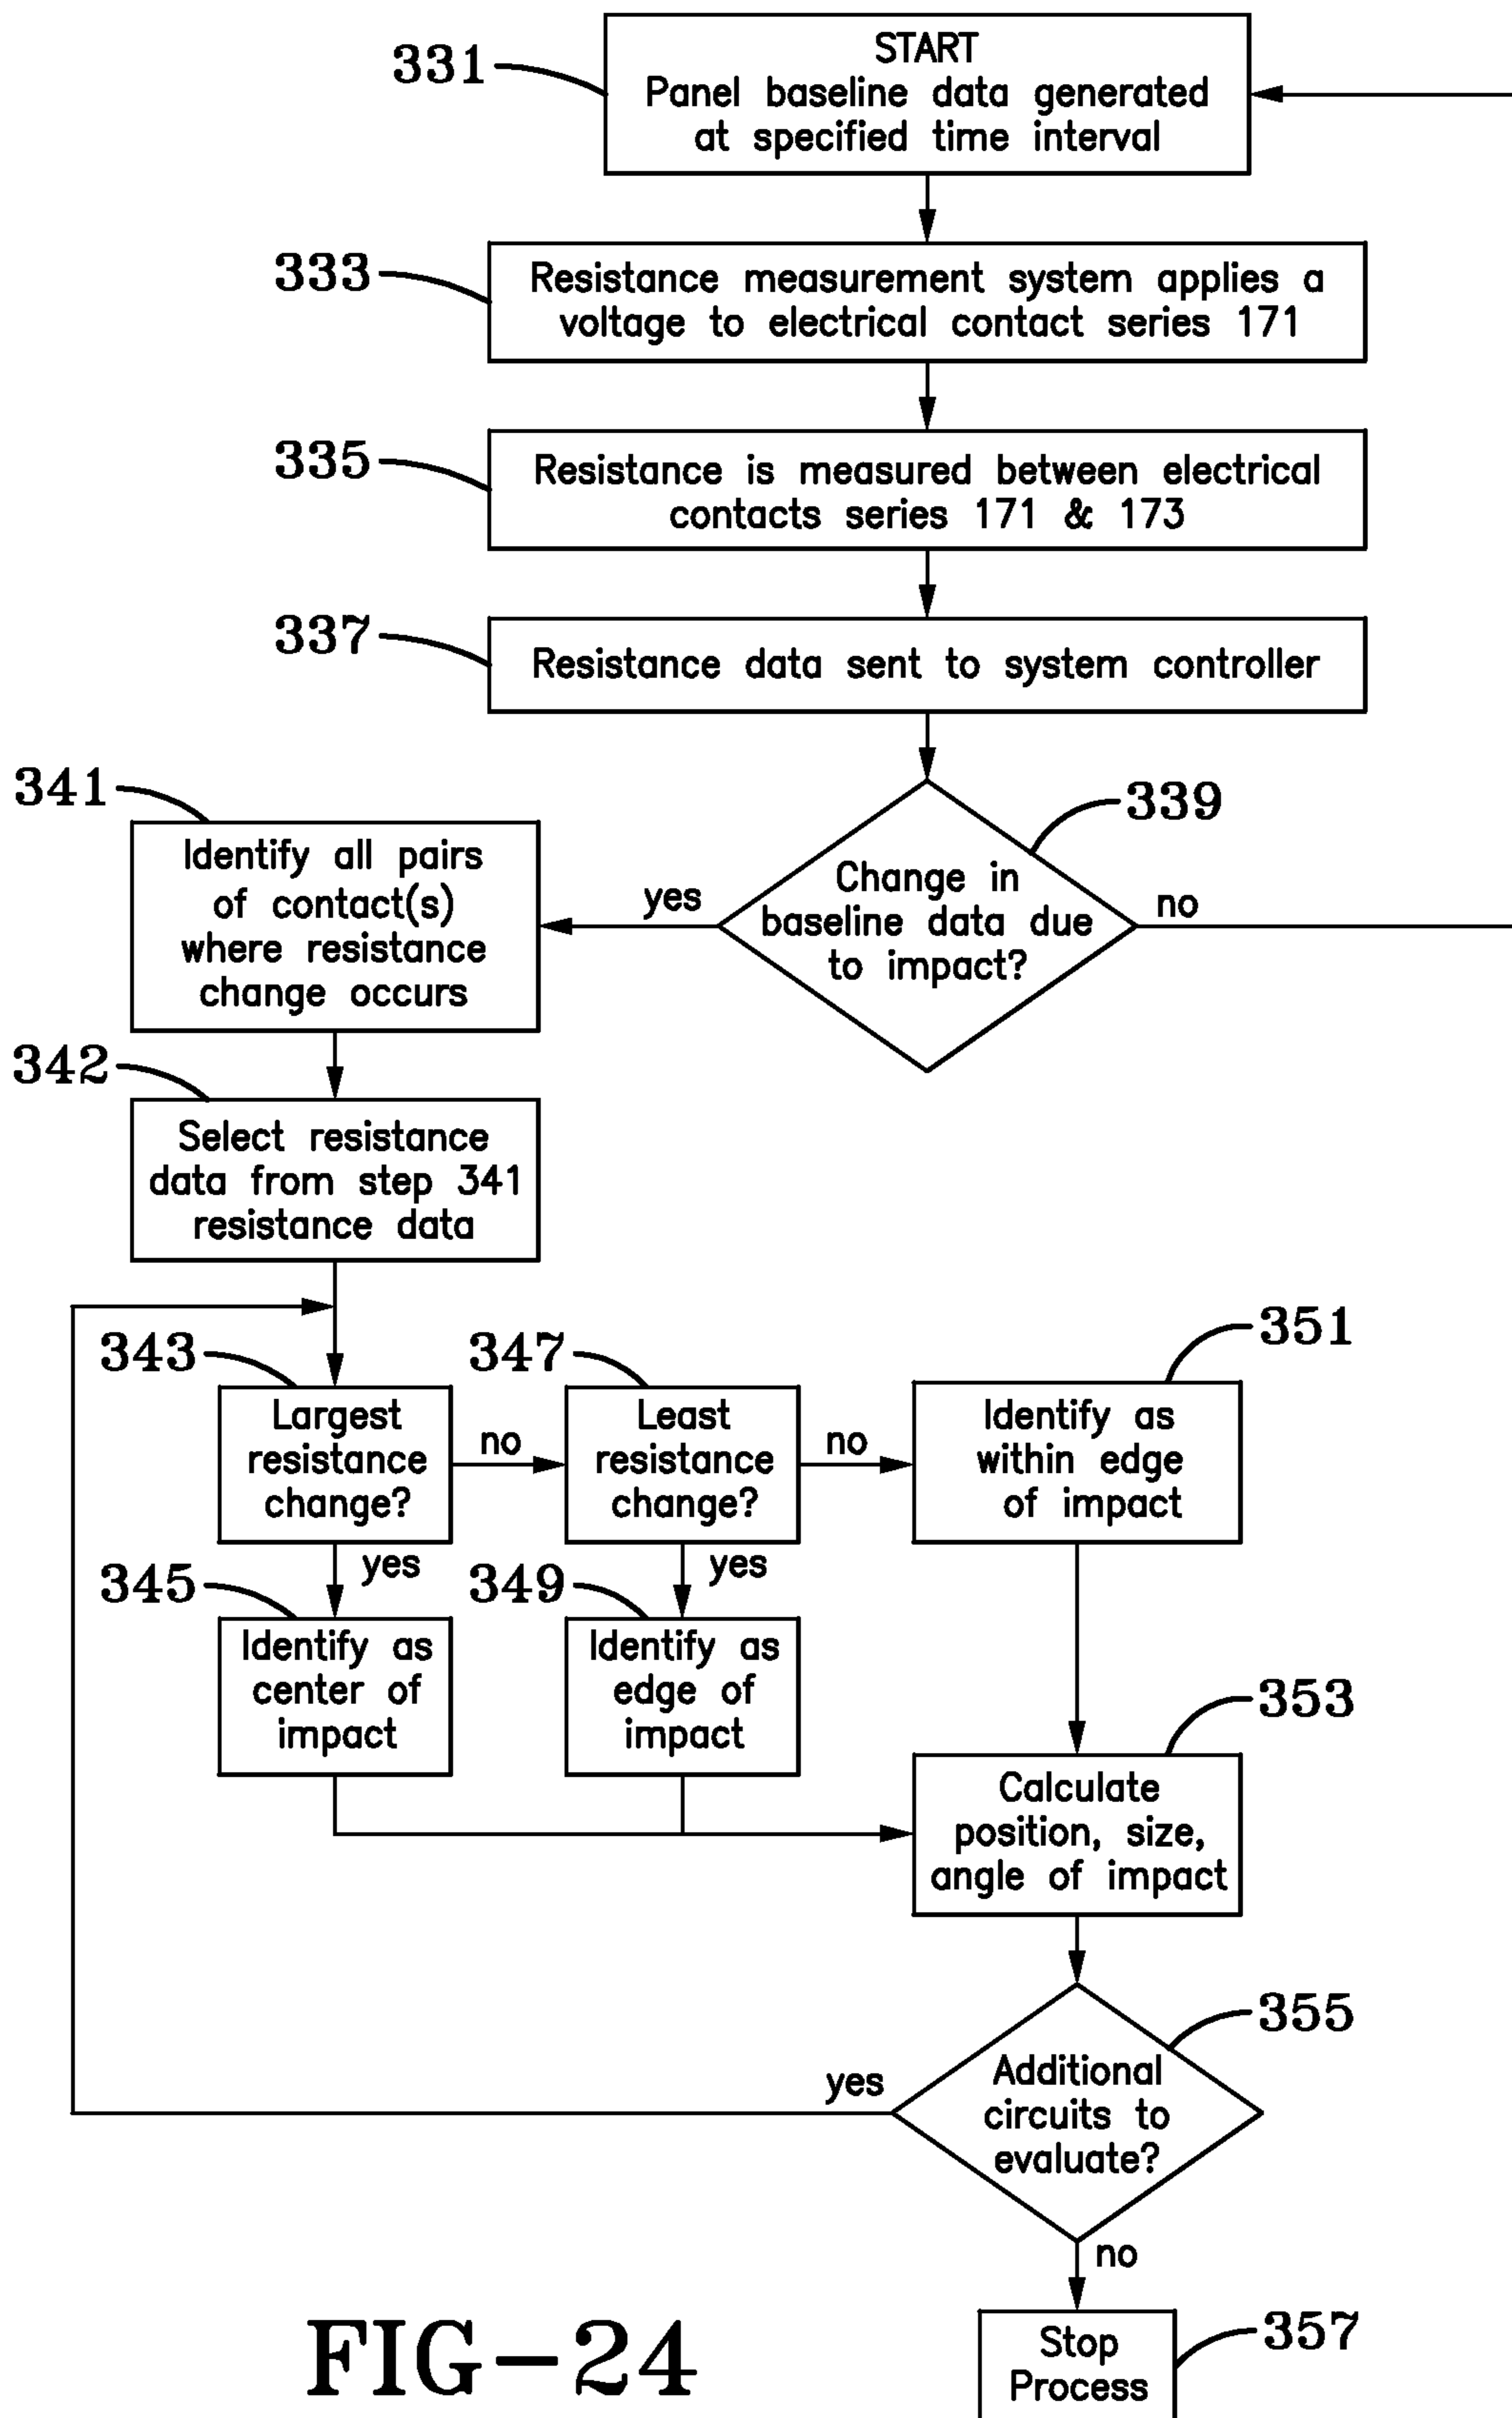 331
START
Panel baseline data generated
at specified time interval
333
Resistance measurement system applies a
voltage to electrical contact series 171
335
Resistance is measured between electrical
contacts series 171 & 173
337
Resistance data sent to system controller
339
Change in
baseline data due
to impact?
yes
no
341
Identify all pairs
of contact(s)
where resistance
change occurs
342
Select resistance
data from step 341
resistance data
343
Largest
resistance
change?
no
yes
347
Least
resistance
change?
no
yes
351
Identify as
within edge
of impact
345
Identify as
center of
impact
349
Identify as
edge of
impact
353
Calculate
position, size,
angle of impact
355
Additional
circuits to
evaluate?
yes
no
357
Stop
Process
FIG-24